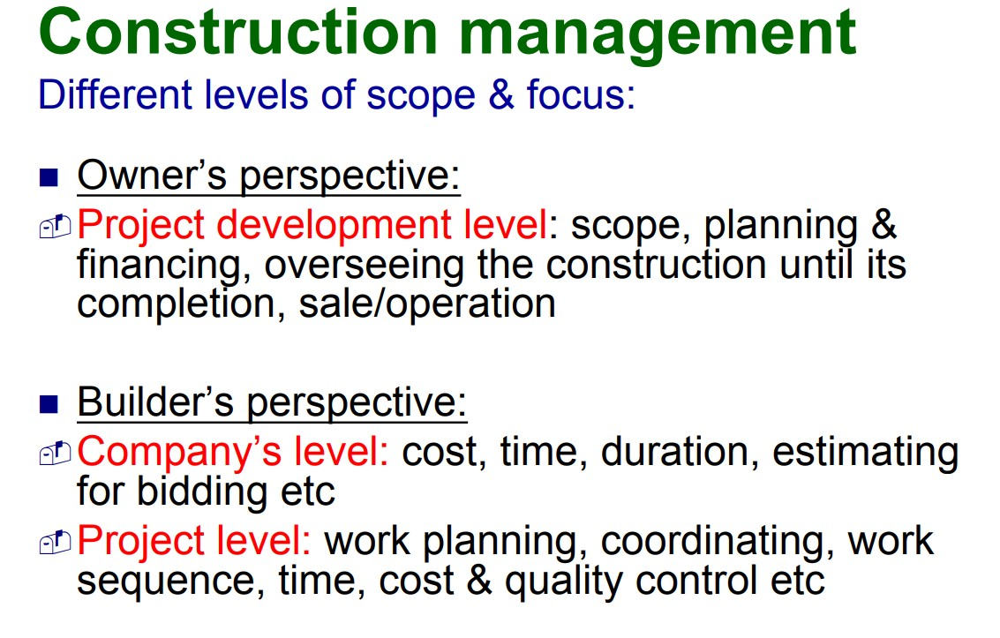 Construction management
Different levels of scope & focus:
Owner’s perspective:
Project development level: scope, planning &
financing, overseeing the construction until its
completion, sale/operation
Builder’s perspective:
Company’s level: cost, time, duration, estimating
for bidding etc
Project level: work planning, coordinating, work
sequence, time, cost & quality control etc